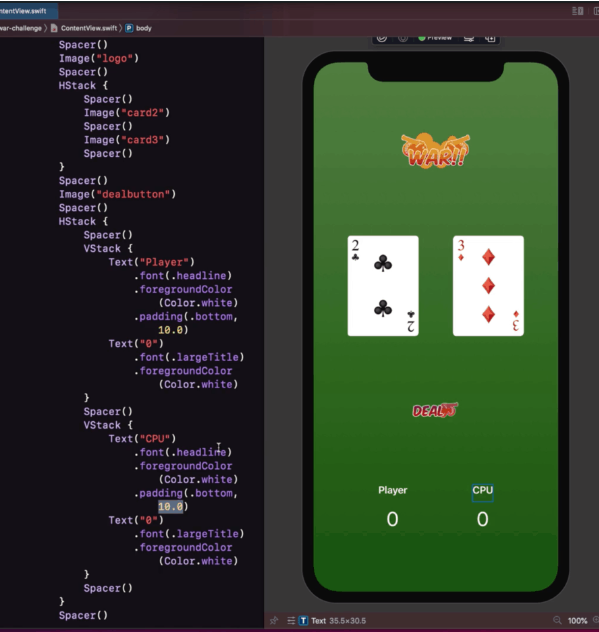 ntentView.swift
war-challenge 〉 ContentView.swift 〉 P body
Spacer()
Image("logo")
Spacer()
HStack {
Spacer()
Image("card2")
Spacer()
Image("card3")
Spacer()
}
Spacer()
Image("dealbutton")
Spacer()
HStack {
Spacer()
VStack {
Text("Player")
.font(.headline)
.foregroundColor
(Color.white)
.padding(.bottom,
10.0)
Text("0")
.font(.largeTitle)
.foregroundColor
(Color.white)
}
Spacer()
VStack {
Text("CPU")
.font(.headline)
.foregroundColor
(Color.white)
.padding(.bottom,
10.0)
Text("0")
.font(.largeTitle)
.foregroundColor
(Color.white)
}
Spacer()
}
Spacer()
Preview
WAR!!
2 3
2 3
DEAL
Player CPU
0 0
T Text 35.5×30.5 100%